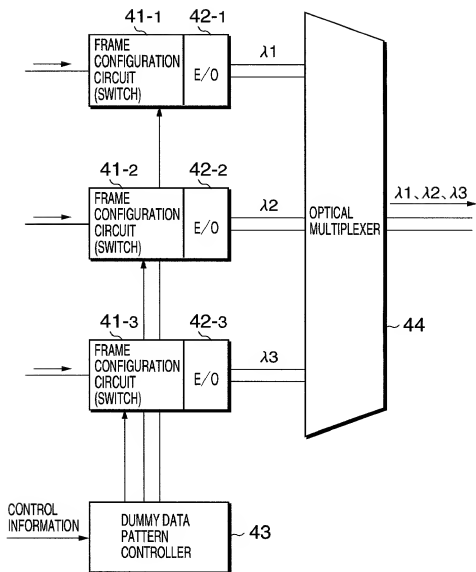 41-1 42-1
FRAME
CONFIGURATION
CIRCUIT
(SWITCH)
E/O
λ1
41-2 42-2
FRAME
CONFIGURATION
CIRCUIT
(SWITCH)
E/O
λ2
OPTICAL
MULTIPLEXER
λ1、λ2、λ3
41-3 42-3
FRAME
CONFIGURATION
CIRCUIT
(SWITCH)
E/O
λ3
44
CONTROL
INFORMATION
DUMMY DATA
PATTERN
CONTROLLER
43